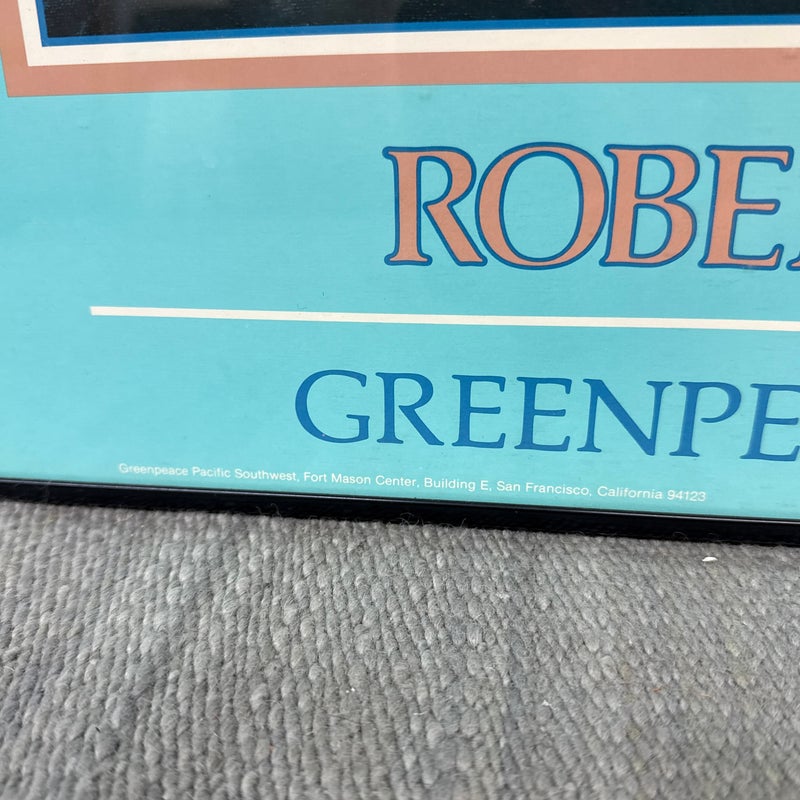 ROBE
GREENPE
Greenpeace Pacific Southwest, Fort Mason Center, Building E, San Francisco, California 94123